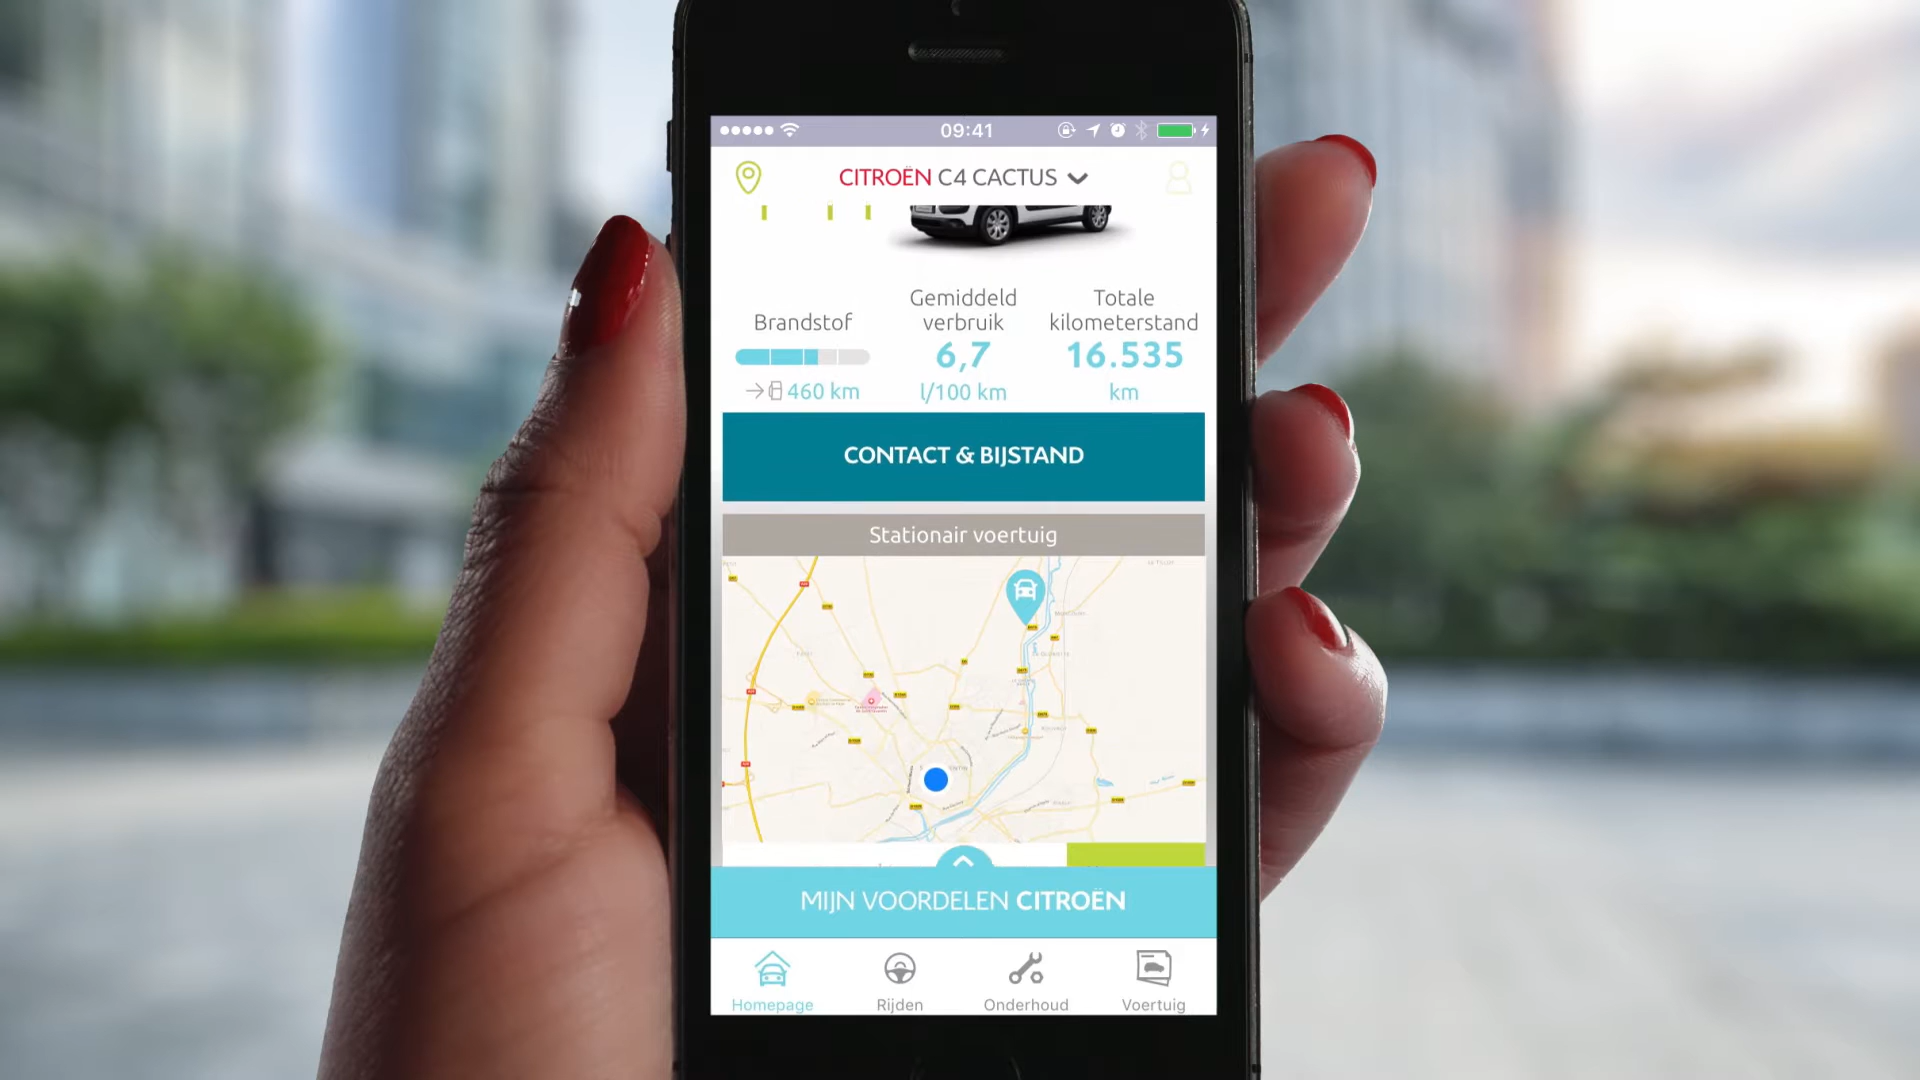 09:41
CITROËN C4 CACTUS
Brandstof
Gemiddeld
verbruik
Totale
kilometerstand
6,7
16.535
460 km
l/100 km
km
CONTACT & BIJSTAND
Stationair voertuig
MIJN VOORDELEN CITROËN
Homepage
Rijden
Onderhoud
Voertuig